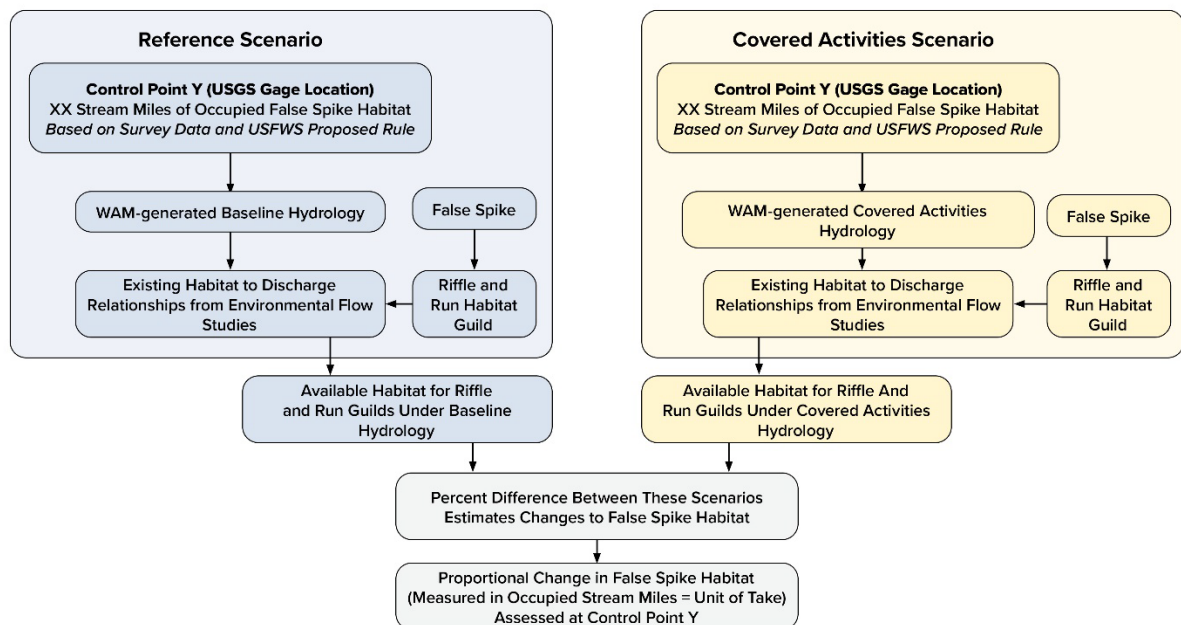 Reference Scenario
Control Point Y (USGS Gage Location)
XX Stream Miles of Occupied False Spike Habitat
Based on Survey Data and USFWS Proposed Rule
WAM-generated Baseline Hydrology
False Spike
Existing Habitat to Discharge
Relationships from Environmental Flow
Studies
Riffle and
Run Habitat
Guild
Available Habitat for Riffle
and Run Guilds Under Baseline
Hydrology
Covered Activities Scenario
Control Point Y (USGS Gage Location)
XX Stream Miles of Occupied False Spike Habitat
Based on Survey Data and USFWS Proposed Rule
WAM-generated Covered Activities
Hydrology
False Spike
Existing Habitat to Discharge
Relationships from Environmental Flow
Studies
Riffle and
Run Habitat
Guild
Available Habitat for Riffle And
Run Guilds Under Covered Activities
Hydrology
Percent Difference Between These Scenarios
Estimates Changes to False Spike Habitat
Proportional Change in False Spike Habitat
(Measured in Occupied Stream Miles = Unit of Take)
Assessed at Control Point Y